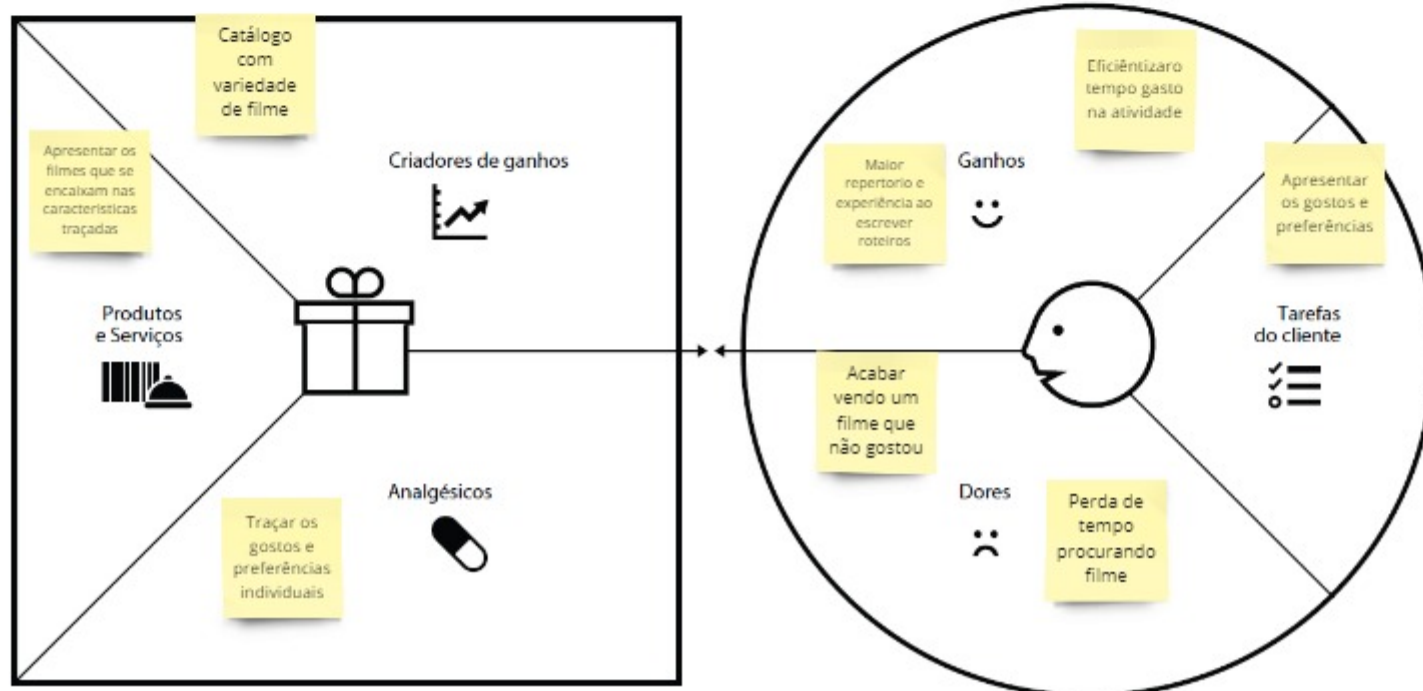 Catálogo
com
variedade
de filme
Apresentar os
filmes que se
encaixam nas
características
traçadas
Criadores de ganhos
Produtos
e Serviços
Analgésicos
Traçar os
gostos e
preferências
individuais
Eficiêntizaro
tempo gasto
na atividade
Maior
repertorio e
experiência ao
escrever
roteiros
Ganhos
Apresentar
os gostos e
preferências
Tarefas
do cliente
Acabar
vendo um
filme que
não gostou
Dores
Perda de
tempo
procurando
filme